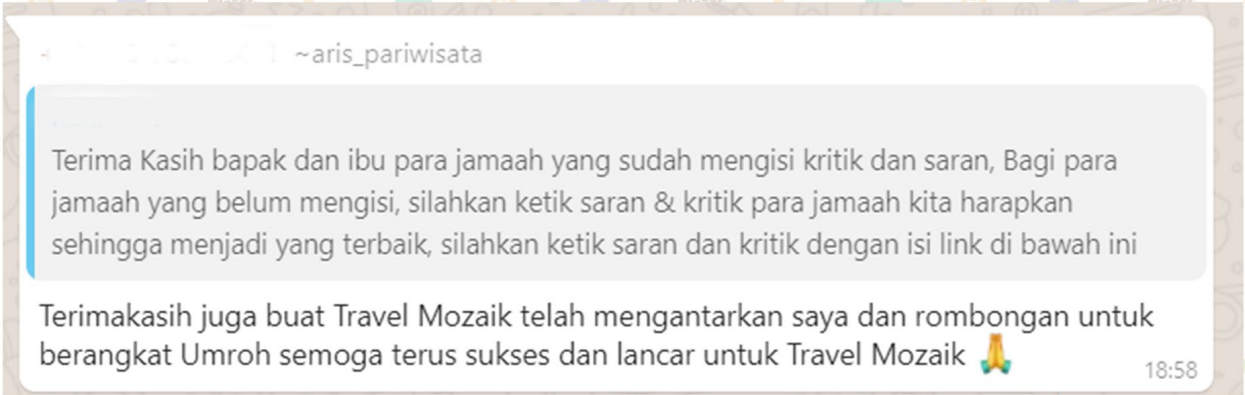 ~aris_pariwisata
Terima Kasih bapak dan ibu para jamaah yang sudah mengisi kritik dan saran, Bagi para
jamaah yang belum mengisi, silahkan ketik saran & kritik para jamaah kita harapkan
sehingga menjadi yang terbaik, silahkan ketik saran dan kritik dengan isi link di bawah ini
Terimakasih juga buat Travel Mozaik telah mengantarkan saya dan rombongan untuk
berangkat Umroh semoga terus sukses dan lancar untuk Travel Mozaik 🙏
18:58